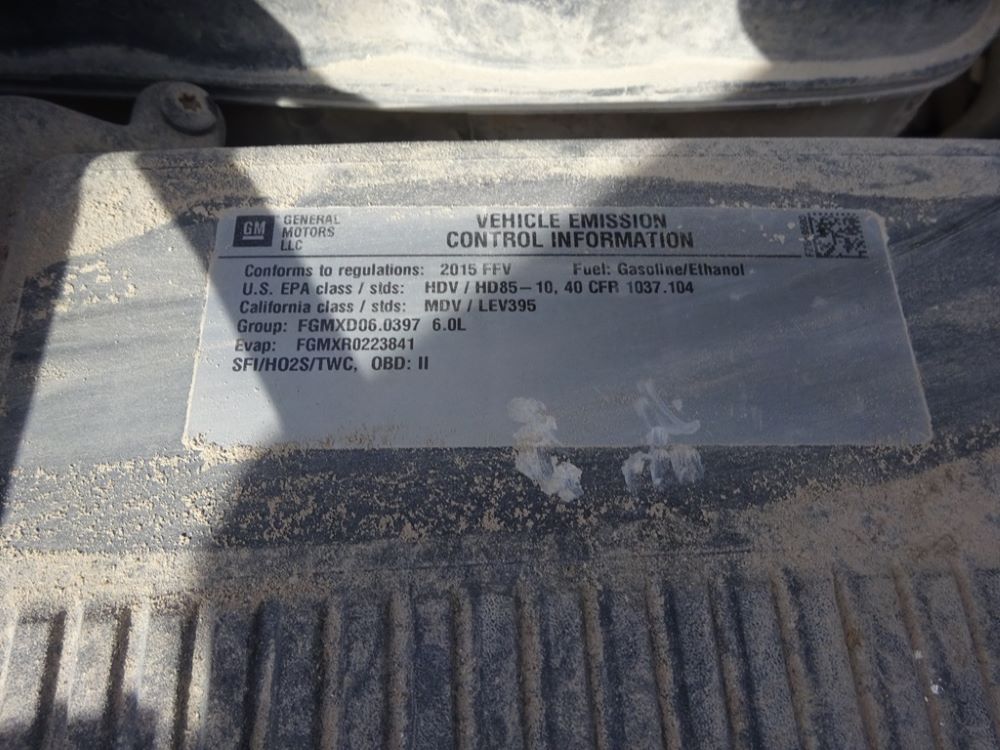 GM
GENERAL
MOTORS
LLC
VEHICLE EMISSION
CONTROL INFORMATION
Conforms to regulations: 2015 FFV Fuel: Gasoline/Ethanol
U.S. EPA class / stds: HDV / HD85-10, 40 CFR 1037.104
California class / stds: MDV / LEV395
Group: FGMXD06.0397 6.0L
Evap: FGMXR0223841
SFI/HO2S/TWC, OBD: II